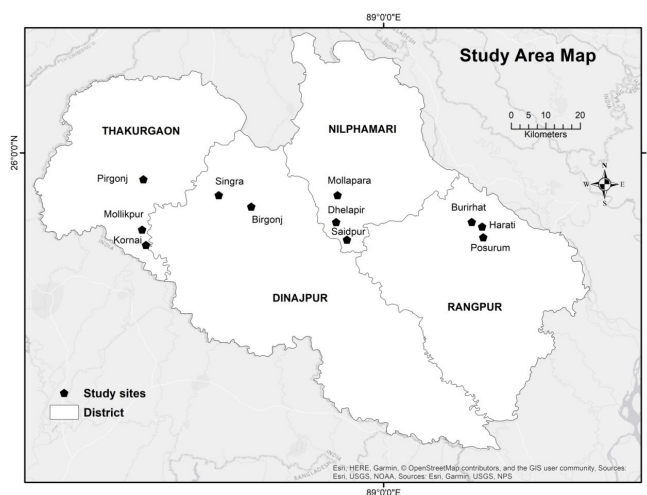 89°0'0"E
Study Area Map
0 5 10 20
Kilometers
26°0'0"N
N
W E
S
THAKURGAON
NILPHAMARI
Pirgonj
Singra
Mollapara
Birgonj
Mollikpur
Dhelapir
Burirhat
Harati
Kornai
Saidpur
Posurum
DINAJPUR
RANGPUR
Study sites
District
INDIA
Esri, HERE, Garmin, © OpenStreetMap contributors, and the GIS user community, Sources:
Esri, USGS, NOAA, Sources: Esri, Garmin, USGS, NPS
89°0'0"E